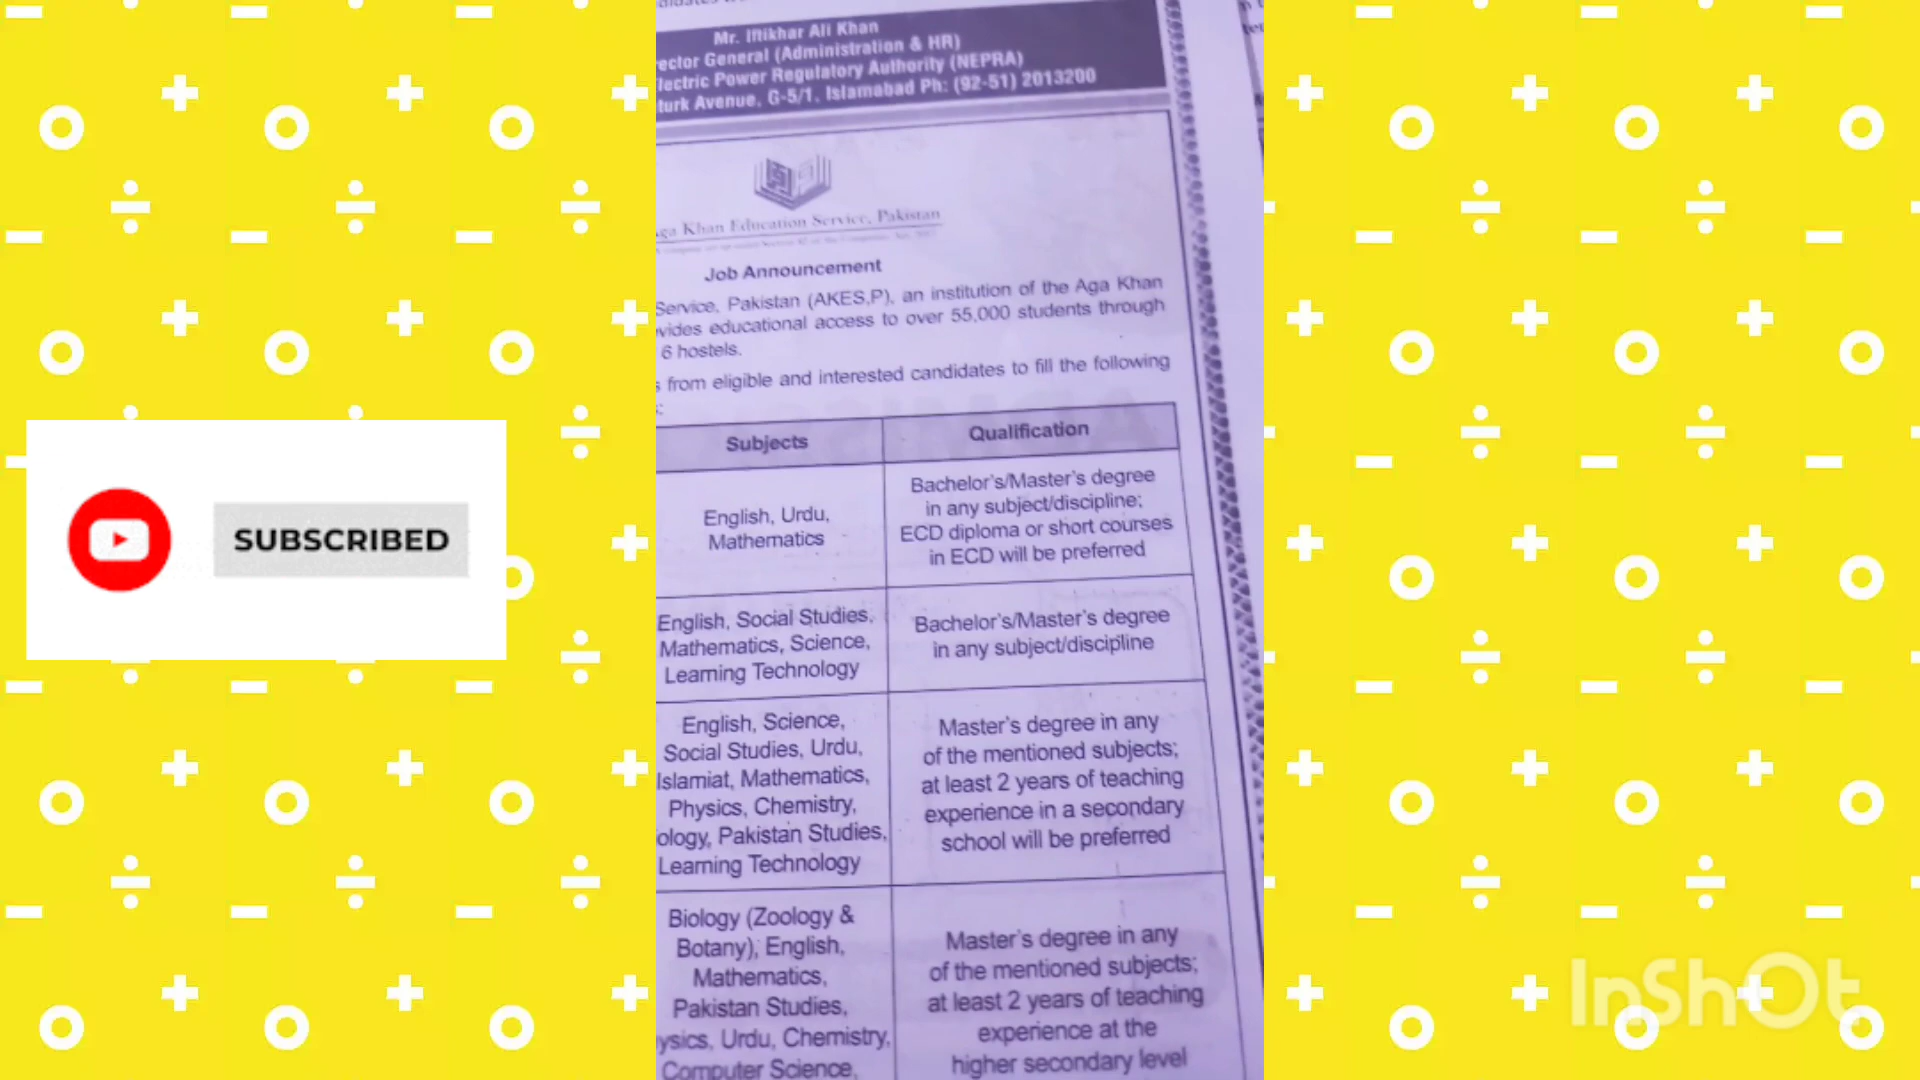 Mr. Iftikhar Ali Khan
ector General (Administration & HR)
lectric Power Regulatory Authority (NEPRA)
turk Avenue, G-5/1, Islamabad Ph: (92-51) 2013200
ga Khan Education Service, Pakistan
Job Announcement
Service, Pakistan (AKES,P), an institution of the Aga Khan
vides educational access to over 55,000 students through
6 hostels.
s from eligible and interested candidates to fill the following
Subjects
Qualification
English, Urdu,
Mathematics
Bachelor's/Master's degree
in any subject/discipline;
ECD diploma or short courses
in ECD will be preferred
English, Social Studies,
Mathematics, Science,
Learning Technology
Bachelor's/Master's degree
in any subject/discipline
English, Science,
Social Studies, Urdu,
Islamiat, Mathematics,
Physics, Chemistry,
ology, Pakistan Studies,
Learning Technology
Master's degree in any
of the mentioned subjects;
at least 2 years of teaching
experience in a secondary
school will be preferred
Biology (Zoology &
Botany), English,
Mathematics,
Pakistan Studies,
ysics, Urdu, Chemistry,
Computer Science,
Master's degree in any
of the mentioned subjects;
at least 2 years of teaching
experience at the
higher secondary level
SUBSCRIBED
InShOt